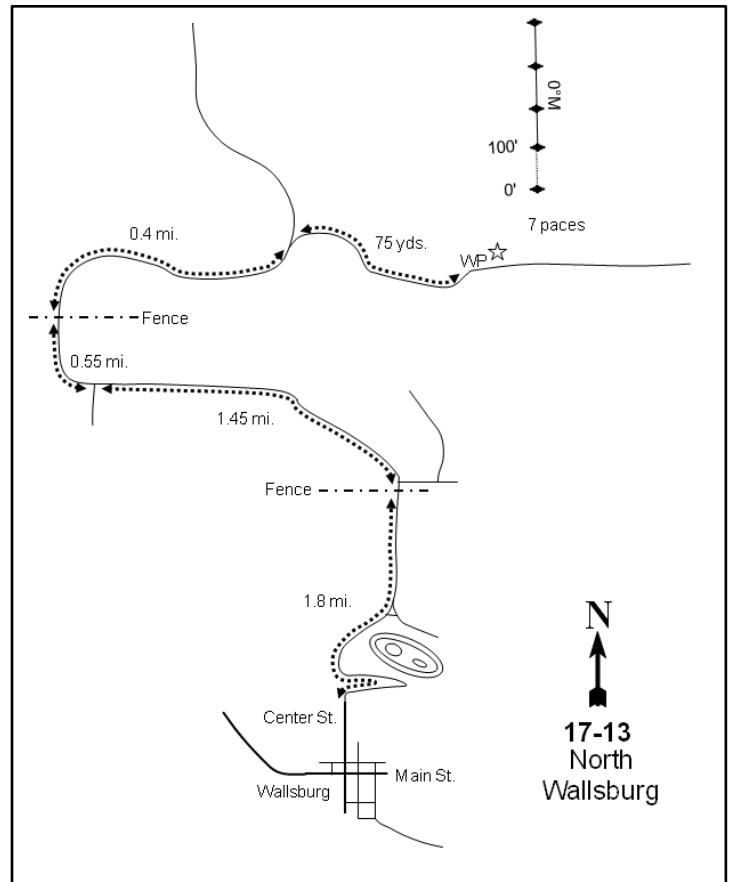 0°M
100'
0'
7 paces
0.4 mi.
75 yds.
WP
Fence
0.55 mi.
1.45 mi.
Fence
1.8 mi.
N
17-13
North
Wallsburg
Center St.
Main St.
Wallsburg